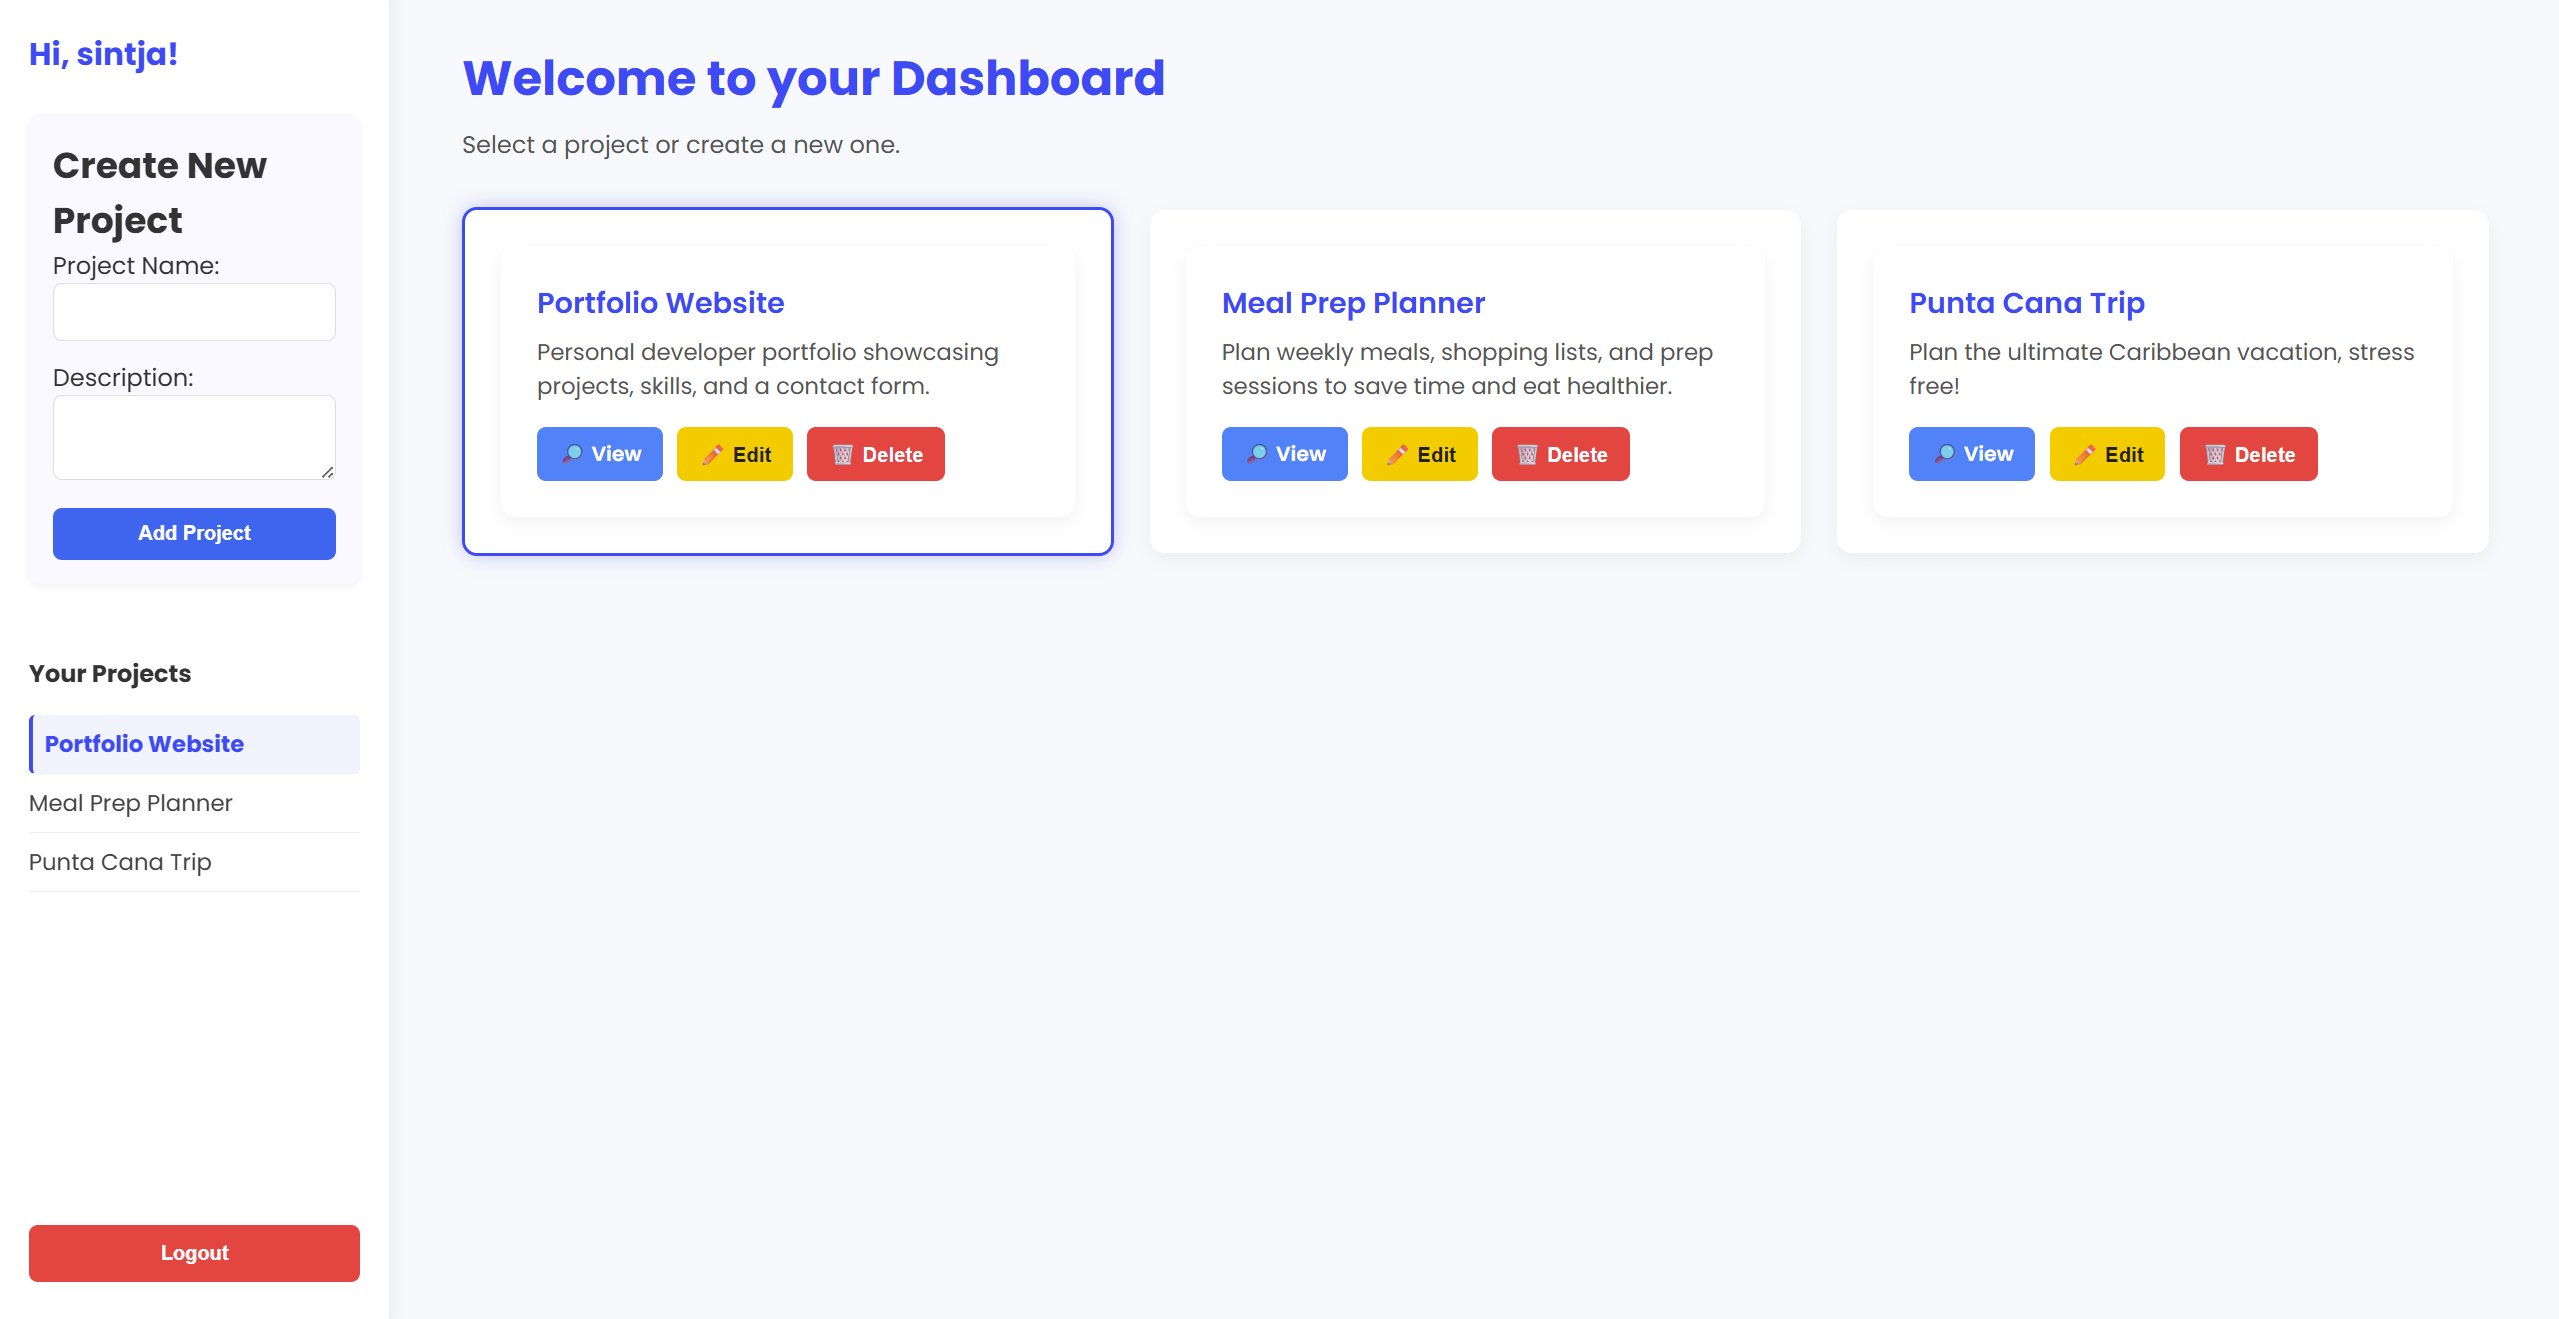 Hi, sintja!
Create New
Project
Project Name:
Description:
Add Project
Your Projects
Portfolio Website
Meal Prep Planner
Punta Cana Trip
Logout
Welcome to your Dashboard
Select a project or create a new one.
Portfolio Website
Personal developer portfolio showcasing
projects, skills, and a contact form.
View Edit Delete
Meal Prep Planner
Plan weekly meals, shopping lists, and prep
sessions to save time and eat healthier.
View Edit Delete
Punta Cana Trip
Plan the ultimate Caribbean vacation, stress
free!
View Edit Delete